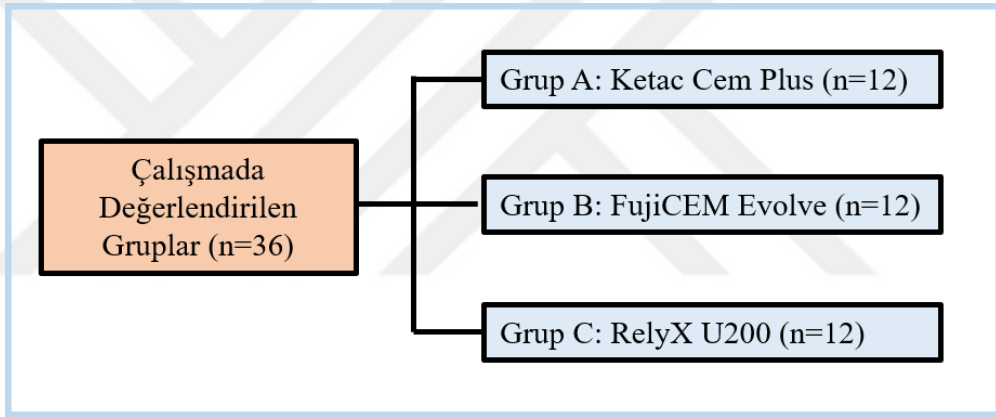 Grup A: Ketac Cem Plus (n=12)
Çalışmada
Değerlendirilen
Gruplar (n=36)
Grup B: FujiCEM Evolve (n=12)
Grup C: RelyX U200 (n=12)